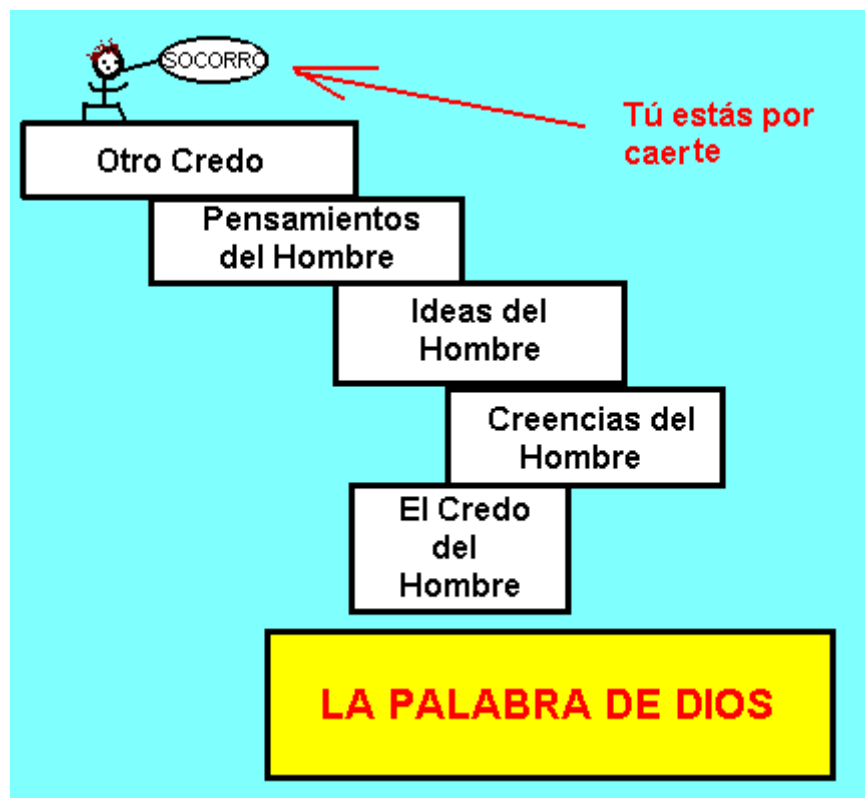 SOCORRO
Tú estás por
caerte
Otro Credo
Pensamientos
del Hombre
Ideas del
Hombre
Creencias del
Hombre
El Credo
del
Hombre
LA PALABRA DE DIOS